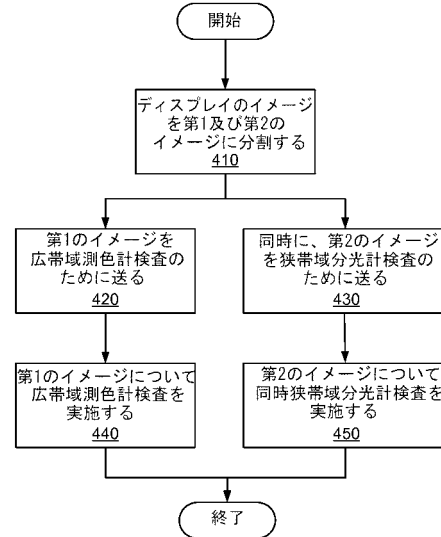 開始
ディスプレイのイメージ
を第1及び第2の
イメージに分割する
410
第1のイメージを
広帯域測色計検査の
ために送る
420
同時に、第2のイメージ
を狭帯域分光計検査の
ために送る
430
第1のイメージについて
広帯域測色計検査を
実施する
440
第2のイメージについて
同時狭帯域分光計検査を
実施する
450
終了